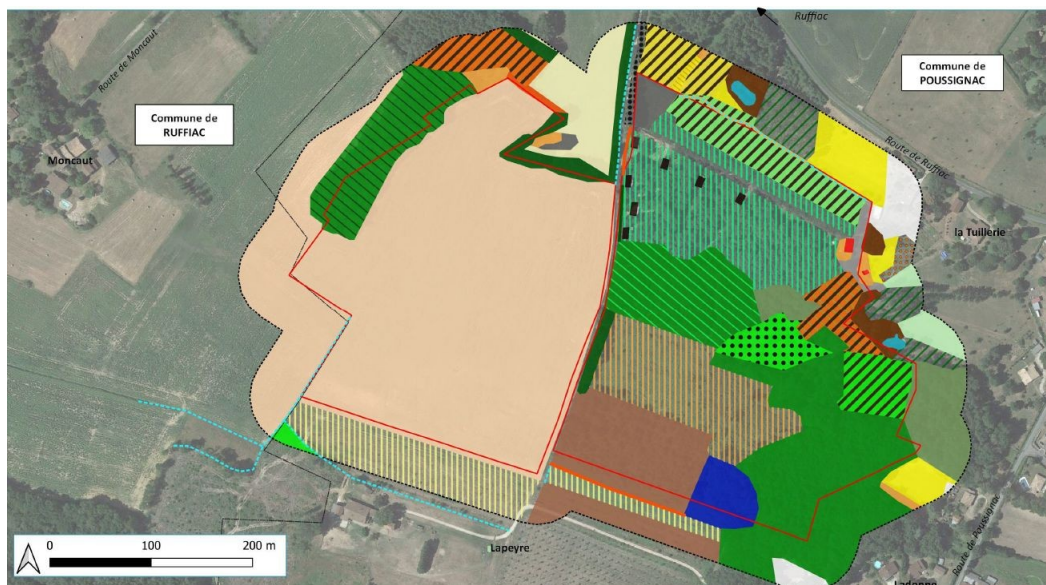 Ruffiac
Route de Moncaut
Commune de
RUFFIAC
Commune de
POUSSIGNAC
Moncaut
Route de Ruffiac
la Tuillerie
0 100 200 m
Lapeyre
Route de Poussignac
Ladonne